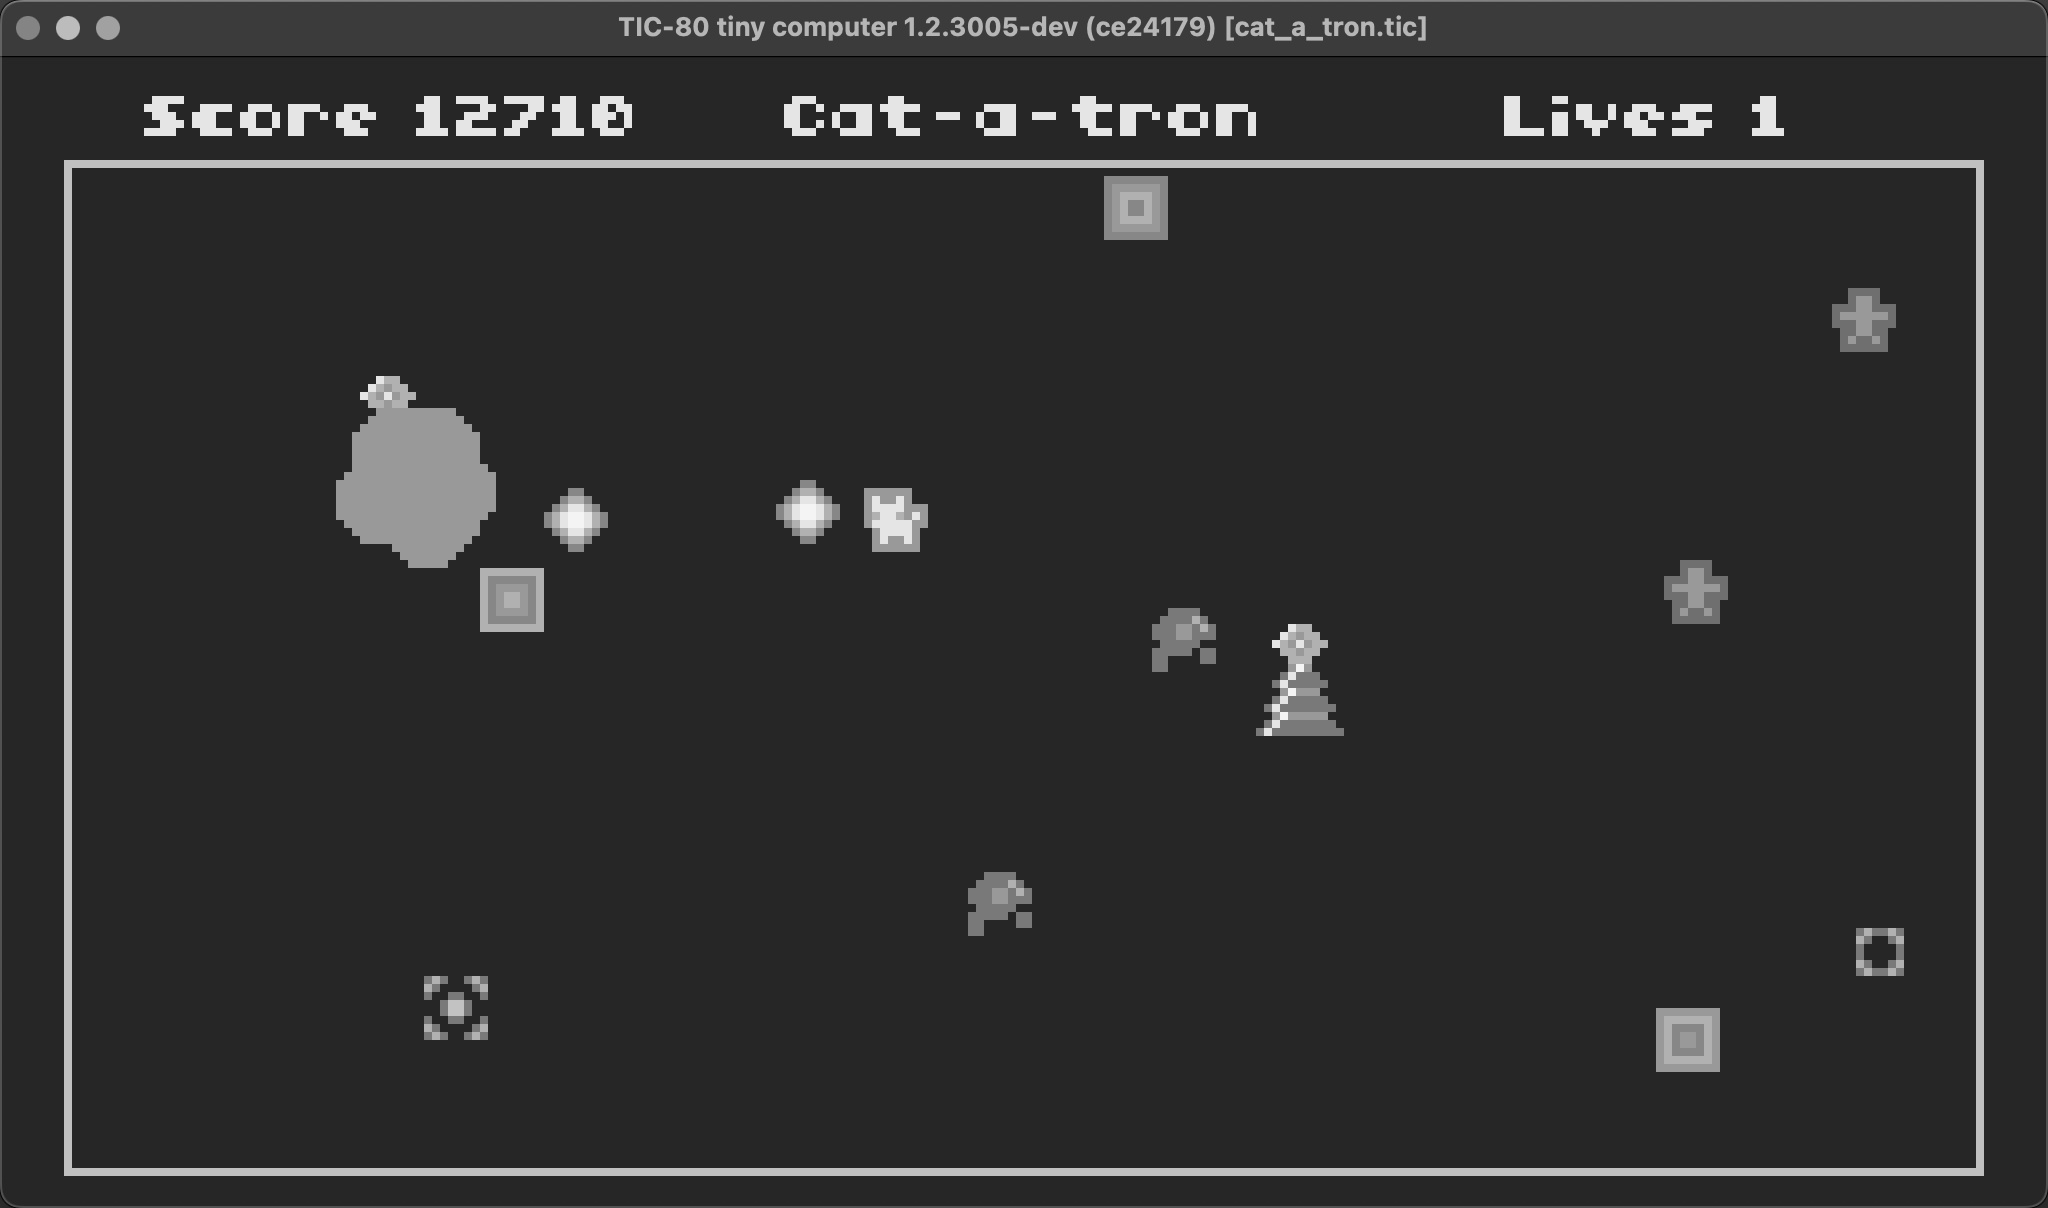 TIC-80 tiny computer 1.2.3005-dev (ce24179) [cat_a_tron.tic]
Score 12710 Cat-a-tron Lives 1